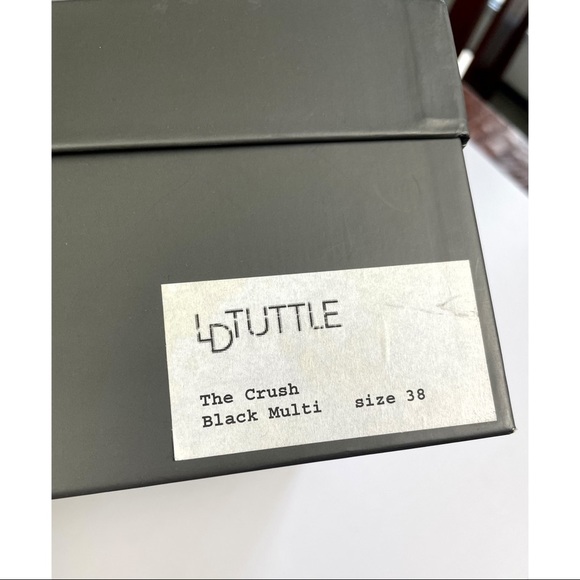 LDTUTTLE
The Crush
Black Multi size 38